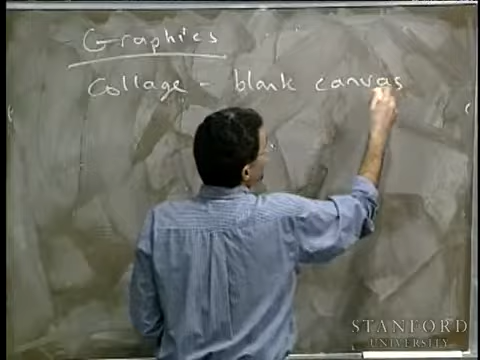 Graphics
Collage - blank canvas
STANFORD
UNIVERSITY